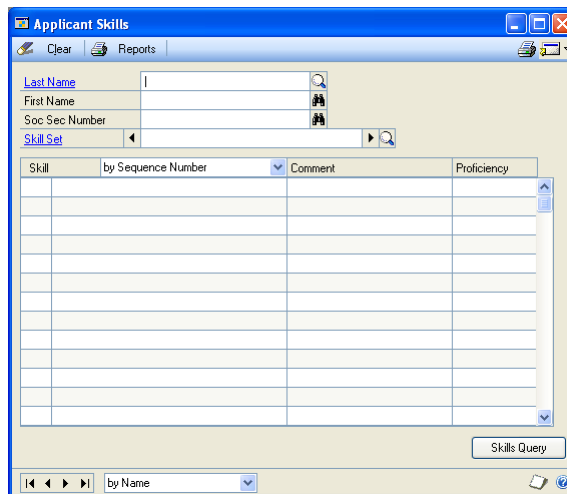 Applicant Skills
Clear Reports
Last Name
First Name
Soc Sec Number
Skill Set
Skill by Sequence Number Comment Proficiency
Skills Query
by Name